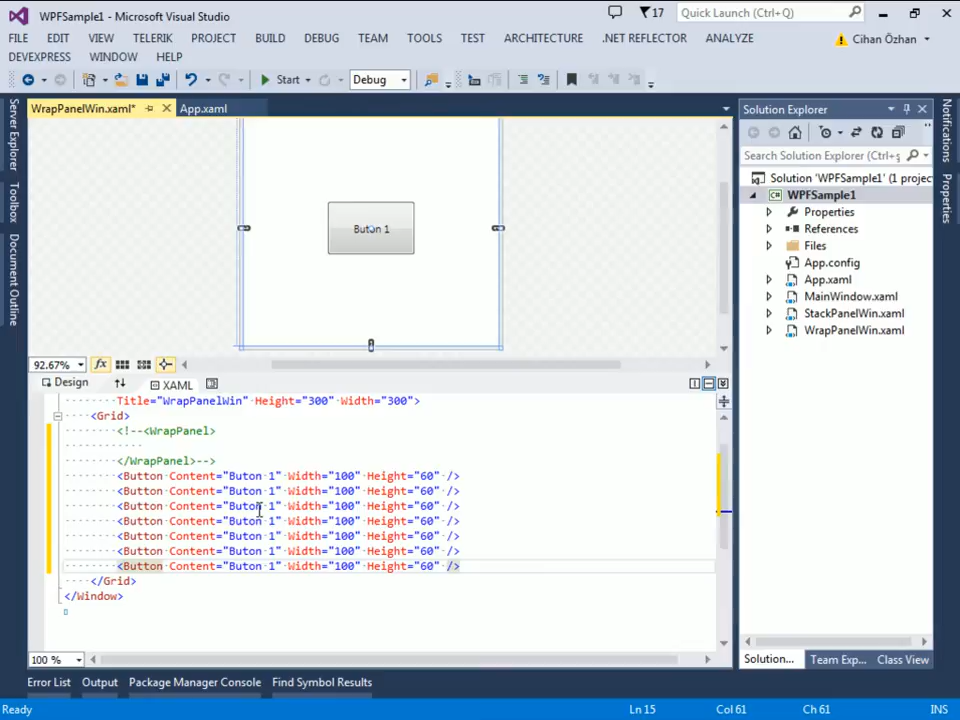 WPFSample1 - Microsoft Visual Studio
17
Quick Launch (Ctrl+Q)
FILE EDIT VIEW TELERIK PROJECT BUILD DEBUG TEAM TOOLS TEST ARCHITECTURE .NET REFLECTOR ANALYZE
Cihan Özhan
DEVEXPRESS WINDOW HELP
Start
Debug
Server Explorer
Toolbox
Document Outline
WrapPanelWin.xaml*
App.xaml
Buton 1
92.67%
fx
Design
XAML
Title="WrapPanelWin" Height="300" Width="300">
<Grid>
<!--<WrapPanel>
</WrapPanel>-->
<Button Content="Buton 1" Width="100" Height="60" />
<Button Content="Buton 1" Width="100" Height="60" />
<Button Content="Buton 1" Width="100" Height="60" />
<Button Content="Buton 1" Width="100" Height="60" />
<Button Content="Buton 1" Width="100" Height="60" />
<Button Content="Buton 1" Width="100" Height="60" />
<Button Content="Buton 1" Width="100" Height="60" />
</Grid>
</Window>
100 %
Solution Explorer
Search Solution Explorer (Ctrl+ş
Solution 'WPFSample1' (1 projec
C# WPFSample1
Properties
References
Files
App.config
App.xaml
MainWindow.xaml
StackPanelWin.xaml
WrapPanelWin.xaml
Solution... Team Exp... Class View
Notifications
Properties
Error List Output Package Manager Console Find Symbol Results
Ready Ln 15 Col 61 Ch 61 INS